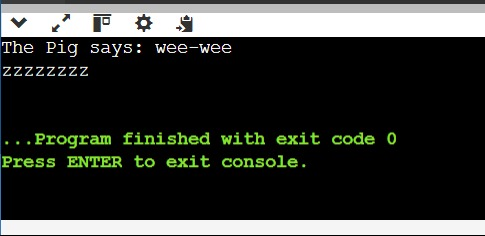 The Pig says: wee-wee
zzzzzzzz
...Program finished with exit code 0
Press ENTER to exit console.